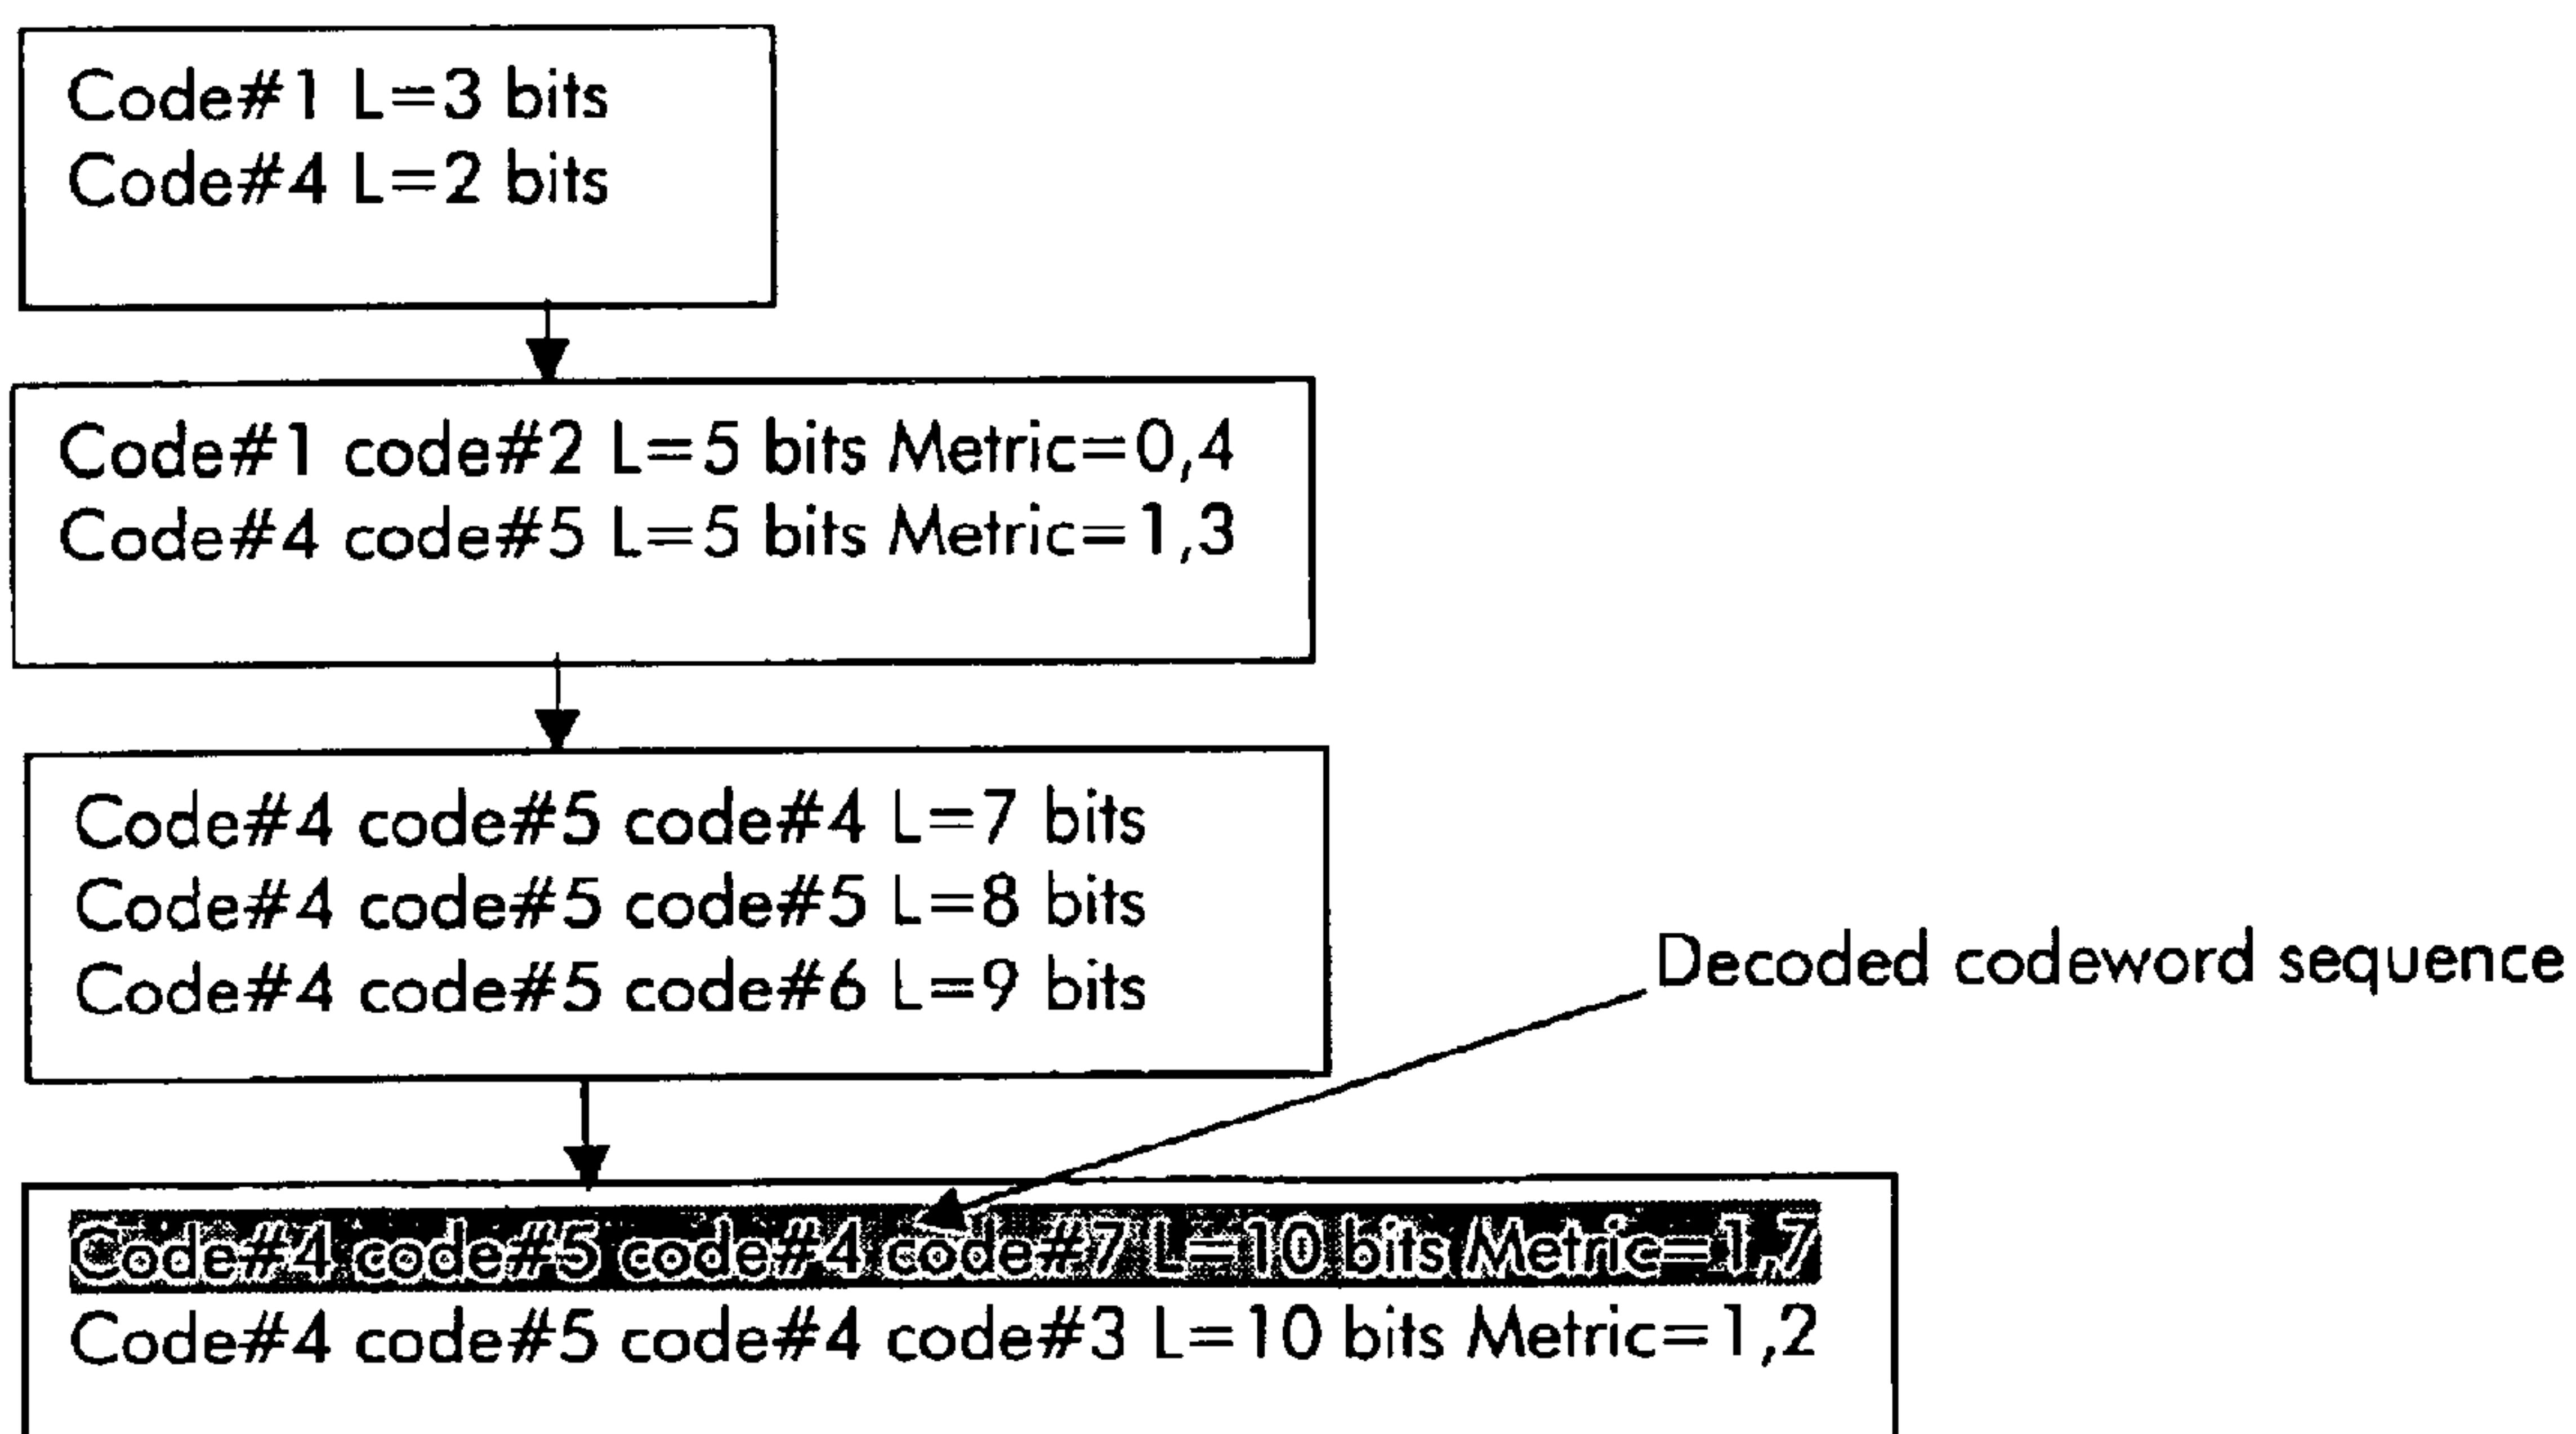 Code#1 L=3 bits
Code#4 L=2 bits
Code#1 code#2 L=5 bits Metric=0,4
Code#4 code#5 L=5 bits Metric=1,3
Code#4 code#5 code#4 L=7 bits
Code#4 code#5 code#5 L=8 bits
Code#4 code#5 code#6 L=9 bits
Decoded codeword sequence
Code#4 code#5 code#4 code#7 L=10 bits Metric=1,7
Code#4 code#5 code#4 code#3 L=10 bits Metric=1,2